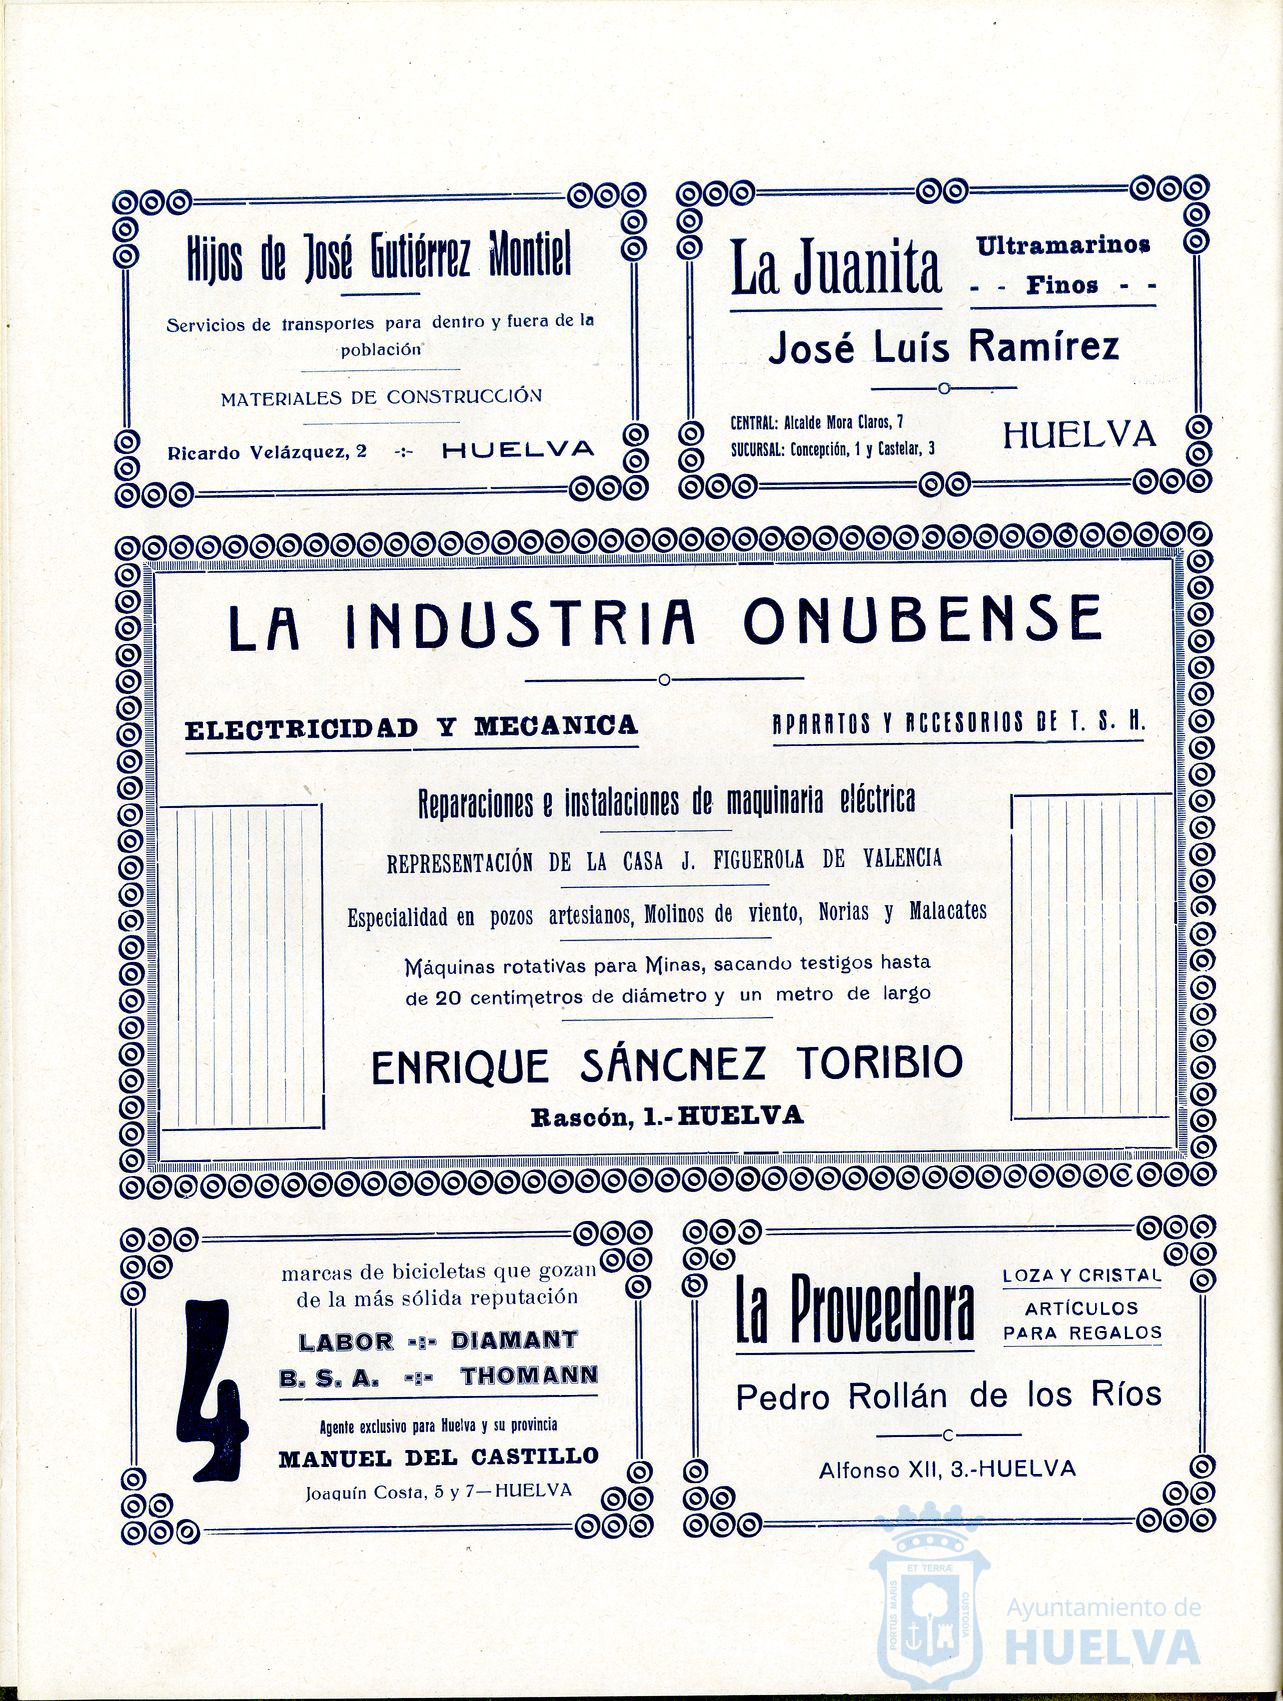 Hijos de José Gutiérrez Montiel
Servicios de transportes para dentro y fuera de la
población
MATERIALES DE CONSTRUCCIÓN
Ricardo Velázquez, 2 -:- HUELVA
La Juanita
Ultramarinos
- - Finos - -
José Luís Ramírez
CENTRAL: Alcalde Mora Claros, 7
SUCURSAL: Concepción, 1 y Castelar, 3
HUELVA
LA INDUSTRIA ONUBENSE
ELECTRICIDAD Y MECANICA
APARATOS Y ACCESORIOS DE T. S. H.
Reparaciones e instalaciones de maquinaria eléctrica
REPRESENTACIÓN DE LA CASA J. FIGUEROLA DE VALENCIA
Especialidad en pozos artesianos, Molinos de viento, Norias y Malacates
Máquinas rotativas para Minas, sacando testigos hasta
de 20 centímetros de diámetro y un metro de largo
ENRIQUE SÁNCNEZ TORIBIO
Rascón, 1.-HUELVA
4
marcas de bicicletas que gozan
de la más sólida reputación
LABOR -:- DIAMANT
B. S. A. -:- THOMANN
Agente exclusivo para Huelva y su provincia
MANUEL DEL CASTILLO
Joaquín Costa, 5 y 7—HUELVA
La Proveedora
LOZA Y CRISTAL
ARTÍCULOS
PARA REGALOS
Pedro Rollán de los Ríos
Alfonso XII, 3.-HUELVA
PORTUS MARIS
ET TERRÆ
CUSTODIA
Ayuntamiento de
HUELVA